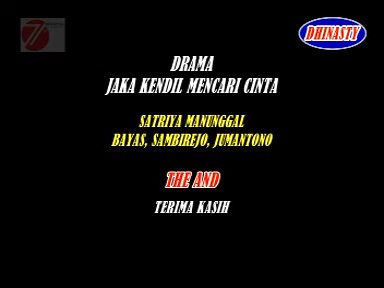 DHINASTY
DRAMA
JAKA KENDIL MENCARI CINTA
SATRIYA MANUNGGAL
BAYAS, SAMBIREJO, JUMANTONO
THE AND
TERIMA KASIH